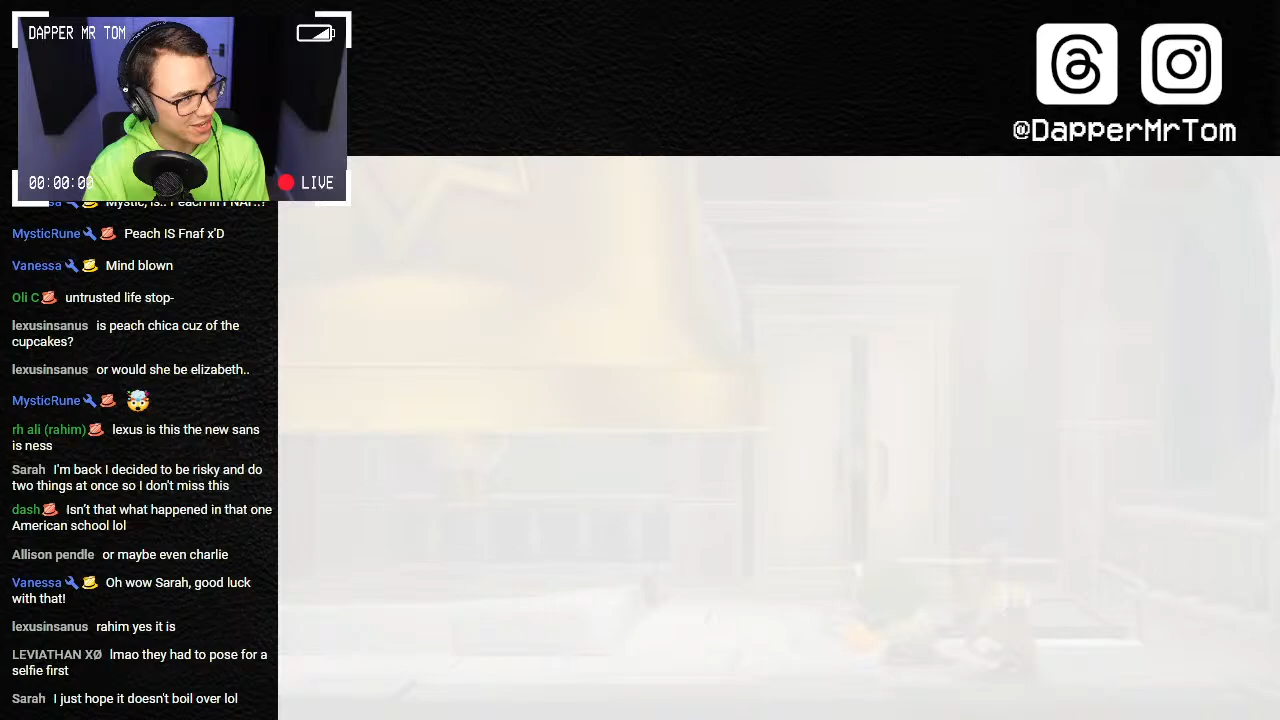 DAPPER MR TOM
00:00:00
LIVE
@DapperMrTom
Mystic, is.. Peach in FNAF..?
MysticRune Peach IS Fnaf x'D
Vanessa Mind blown
Oli C untrusted life stop-
lexusinsanus is peach chica cuz of the
cupcakes?
lexusinsanus or would she be elizabeth..
MysticRune 🤯
rh ali (rahim) lexus is this the new sans
is ness
Sarah I'm back I decided to be risky and do
two things at once so I don't miss this
dash Isn't that what happened in that one
American school lol
Allison pendle or maybe even charlie
Vanessa Oh wow Sarah, good luck
with that!
lexusinsanus rahim yes it is
LEVIATHAN XØ lmao they had to pose for a
selfie first
Sarah I just hope it doesn't boil over lol